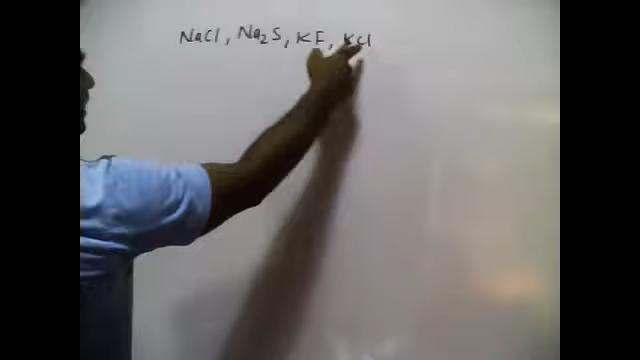 NaCl, Na₂S, KF, KCl